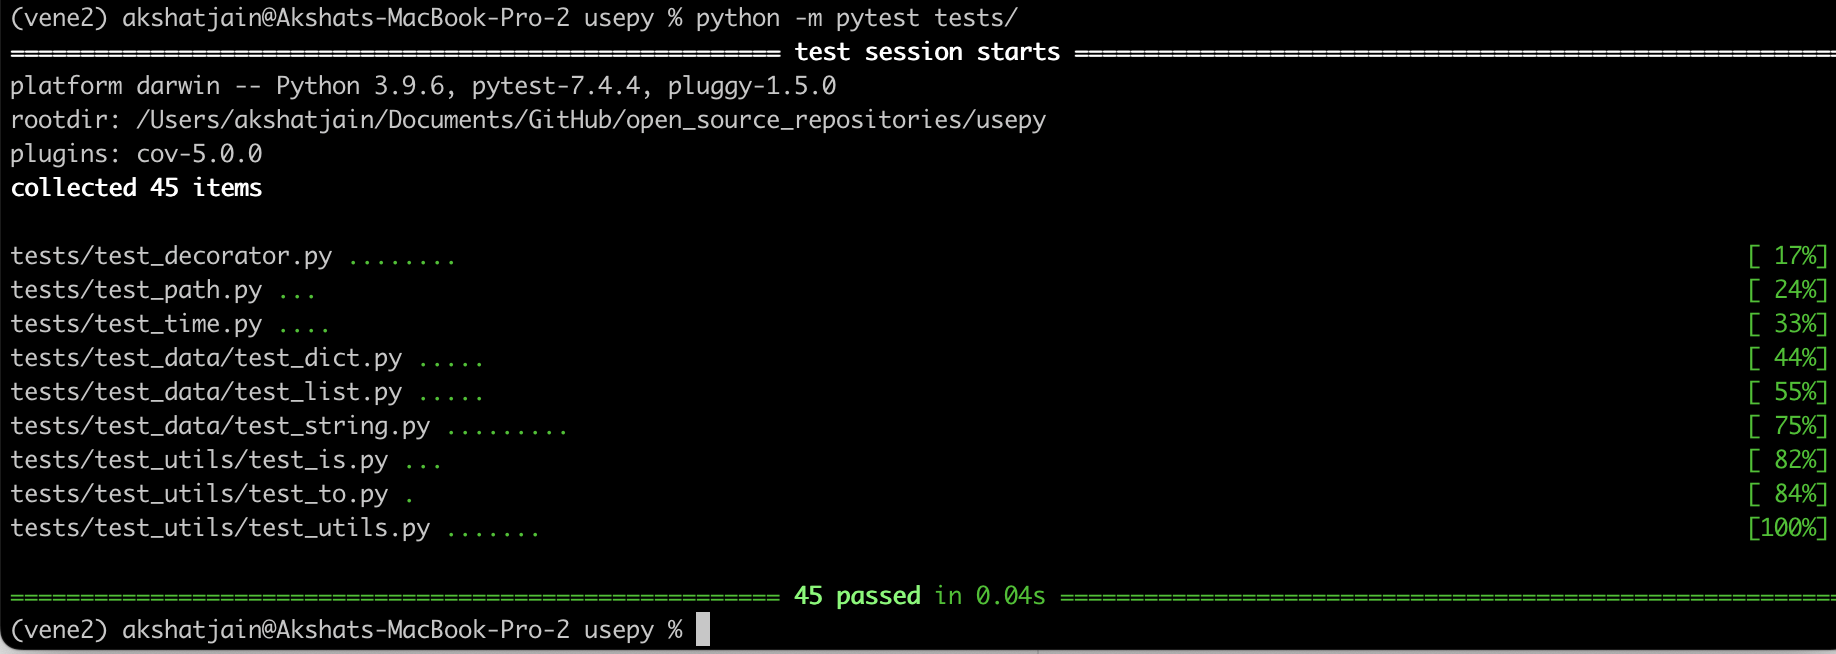 (vene2) akshatjain@Akshats-MacBook-Pro-2 usepy % python -m pytest tests/
======================================================= test session starts =======================================================
platform darwin -- Python 3.9.6, pytest-7.4.4, pluggy-1.5.0
rootdir: /Users/akshatjain/Documents/GitHub/open_source_repositories/usepy
plugins: cov-5.0.0
collected 45 items
tests/test_decorator.py ........ [ 17%]
tests/test_path.py ... [ 24%]
tests/test_time.py .... [ 33%]
tests/test_data/test_dict.py ..... [ 44%]
tests/test_data/test_list.py ..... [ 55%]
tests/test_data/test_string.py ......... [ 75%]
tests/test_utils/test_is.py ... [ 82%]
tests/test_utils/test_to.py . [ 84%]
tests/test_utils/test_utils.py ....... [100%]
======================================================= 45 passed in 0.04s ========================================================
(vene2) akshatjain@Akshats-MacBook-Pro-2 usepy %